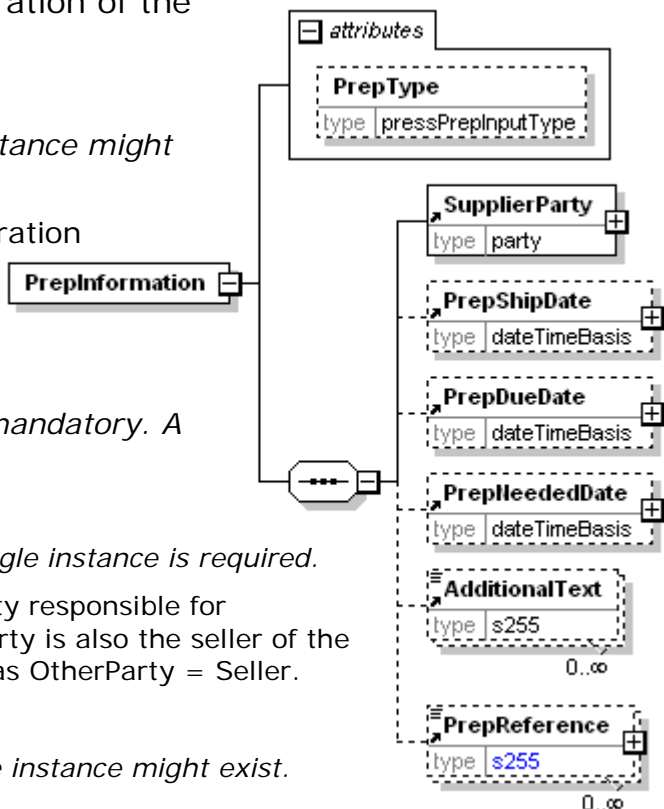 ration of the
tance might
ration
mandatory. A
gle instance is required.
ty responsible for
rty is also the seller of the
as OtherParty = Seller.
e instance might exist.
attributes
PrepType
type pressPrepInputType
PrepInformation
SupplierParty
type party
PrepShipDate
type dateTimeBasis
PrepDueDate
type dateTimeBasis
PrepNeededDate
type dateTimeBasis
AdditionalText
type s255
0..∞
PrepReference
type s255
0..∞